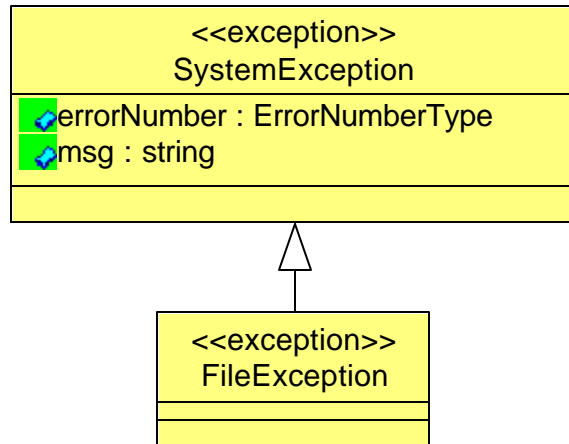 <<exception>>
SystemException
errorNumber : ErrorNumberType
msg : string
<<exception>>
FileException